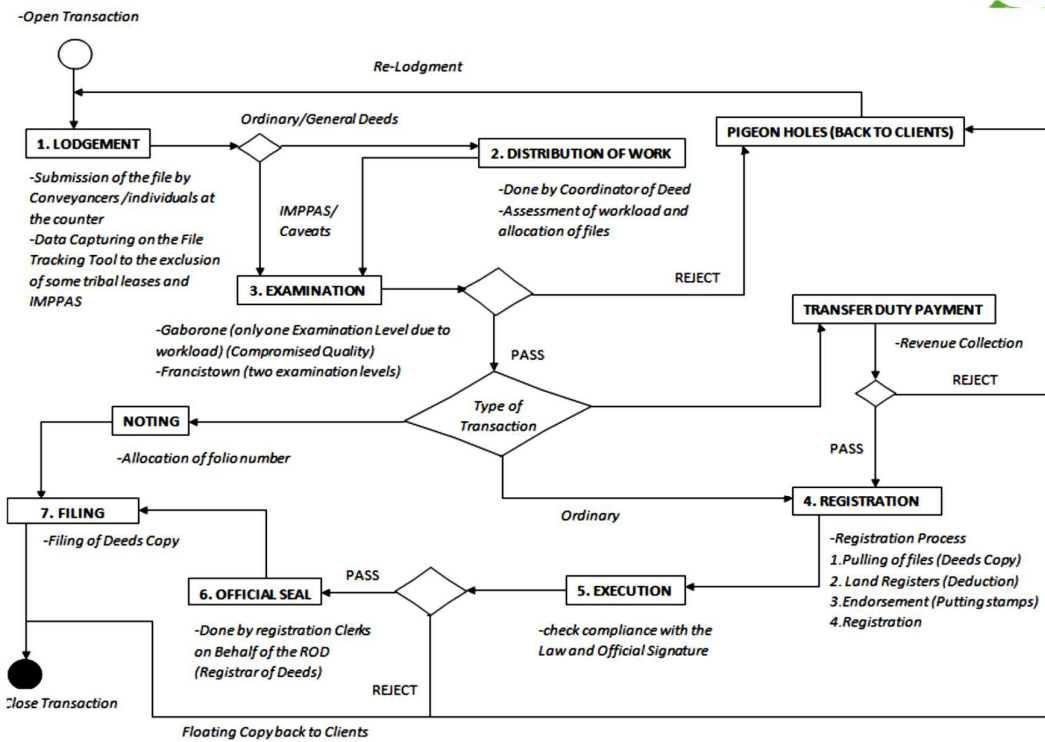 -Open Transaction
Re-Lodgment
Ordinary/General Deeds
1. LODGEMENT
2. DISTRIBUTION OF WORK
PIGEON HOLES (BACK TO CLIENTS)
-Submission of the file by
Conveyancers/individuals at
the counter
-Data Capturing on the File
Tracking Tool to the exclusion
of some tribal leases and
IMPPAS
IMPPAS/
Caveats
-Done by Coordinator of Deed
-Assessment of workload and
allocation of files
3. EXAMINATION
REJECT
-Gaborone (only one Examination Level due to
workload) (Compromised Quality)
-Francistown (two examination levels)
PASS
TRANSFER DUTY PAYMENT
-Revenue Collection
REJECT
Type of
Transaction
NOTING
-Allocation of folio number
PASS
7. FILING
-Filing of Deeds Copy
Ordinary
4. REGISTRATION
-Registration Process
1.Pulling of files (Deeds Copy)
2. Land Registers (Deduction)
3.Endorsement (Putting stamps)
4.Registration
5. EXECUTION
-check compliance with the
Law and Official Signature
PASS
6. OFFICIAL SEAL
-Done by registration Clerks
on Behalf of the ROD
(Registrar of Deeds)
REJECT
Close Transaction
Floating Copy back to Clients